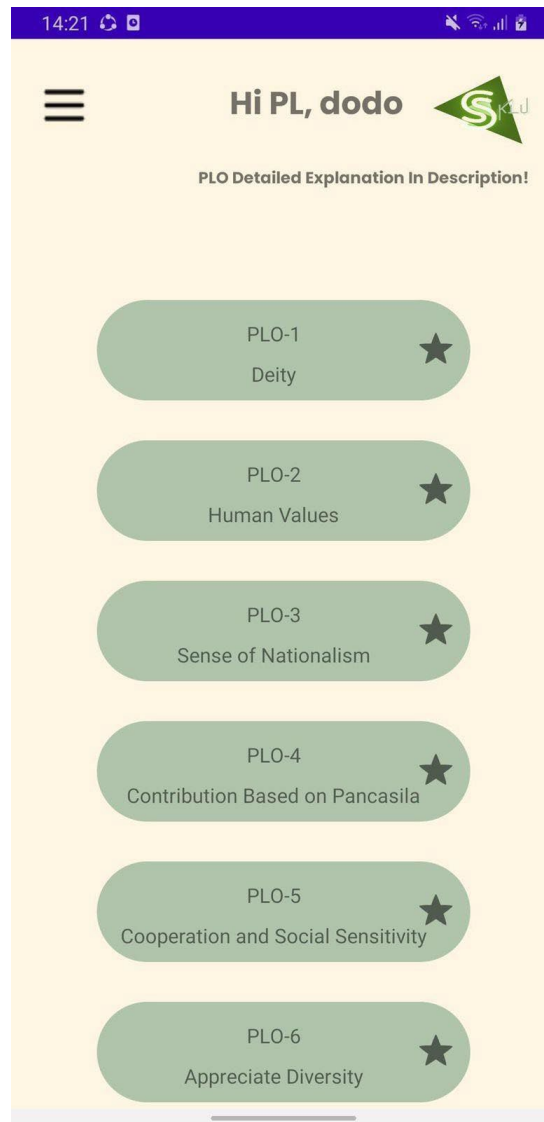 14:21
Hi PL, dodo
PLO Detailed Explanation In Description!
PLO-1
Deity
PLO-2
Human Values
PLO-3
Sense of Nationalism
PLO-4
Contribution Based on Pancasila
PLO-5
Cooperation and Social Sensitivity
PLO-6
Appreciate Diversity